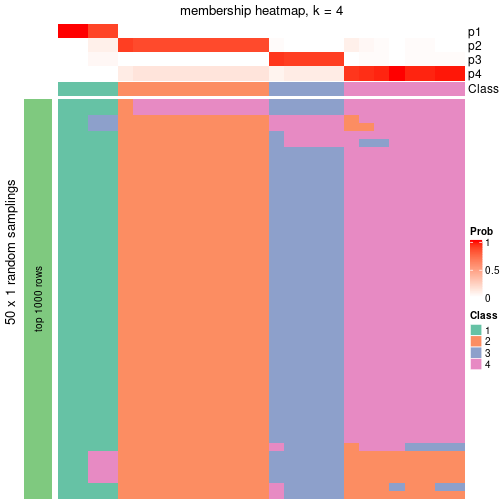 membership heatmap, k = 4
p1
p2
p3
p4
Class
50 x 1 random samplings
top 1000 rows
Prob
1
0.5
0
Class
1
2
3
4